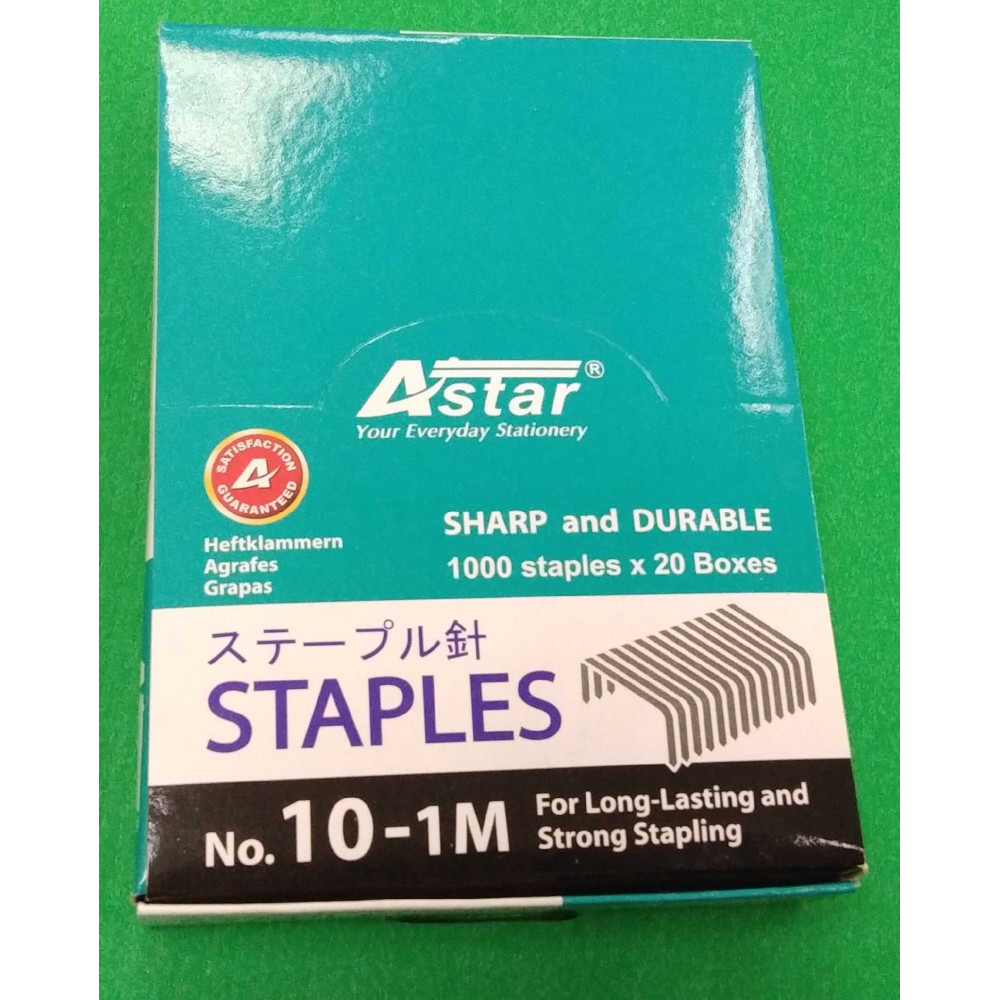 Astar®
Your Everyday Stationery
SATISFACTION
A
GUARANTEED
SHARP and DURABLE
1000 staples x 20 Boxes
Heftklammern
Agrafes
Grapas
ステープル針
STAPLES
No. 10-1M
For Long-Lasting and
Strong Stapling